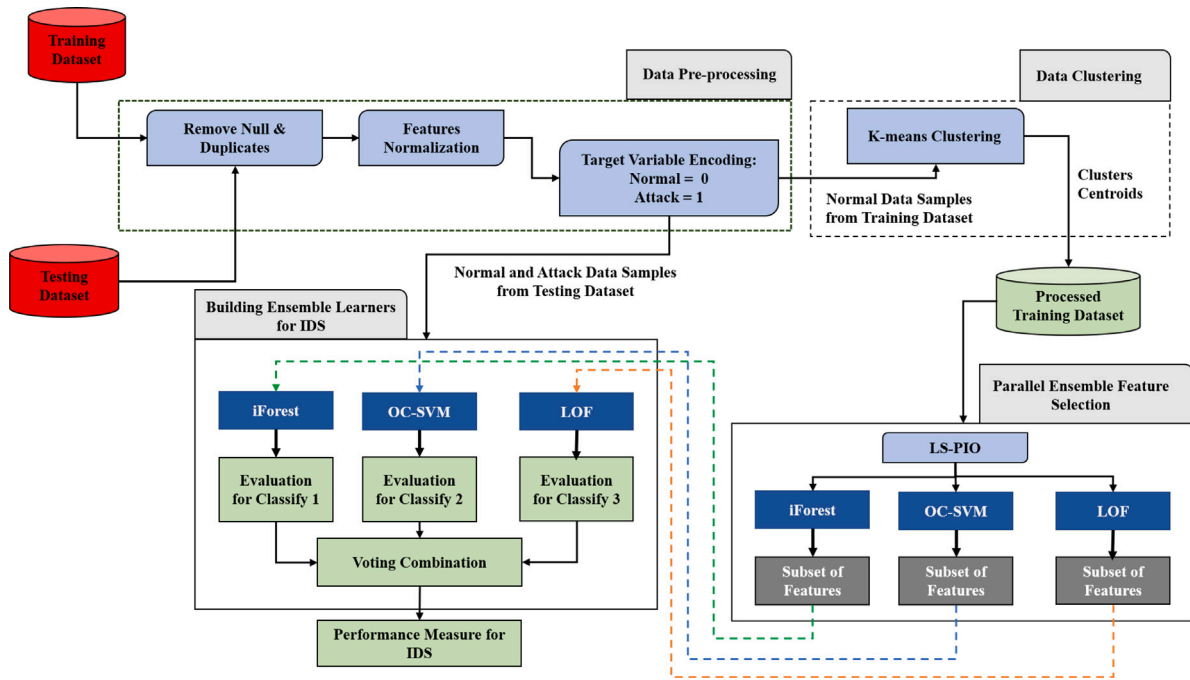 Training
Dataset
Data Pre-processing
Data Clustering
Remove Null &
Duplicates
Features
Normalization
Target Variable Encoding:
Normal = 0
Attack = 1
K-means Clustering
Normal Data Samples
from Training Dataset
Clusters
Centroids
Testing
Dataset
Normal and Attack Data Samples
from Testing Dataset
Processed
Training Dataset
Building Ensemble Learners
for IDS
iForest
OC-SVM
LOF
Evaluation
for Classify 1
Evaluation
for Classify 2
Evaluation
for Classify 3
Voting Combination
Performance Measure for
IDS
Parallel Ensemble Feature
Selection
LS-PIO
iForest
OC-SVM
LOF
Subset of
Features
Subset of
Features
Subset of
Features